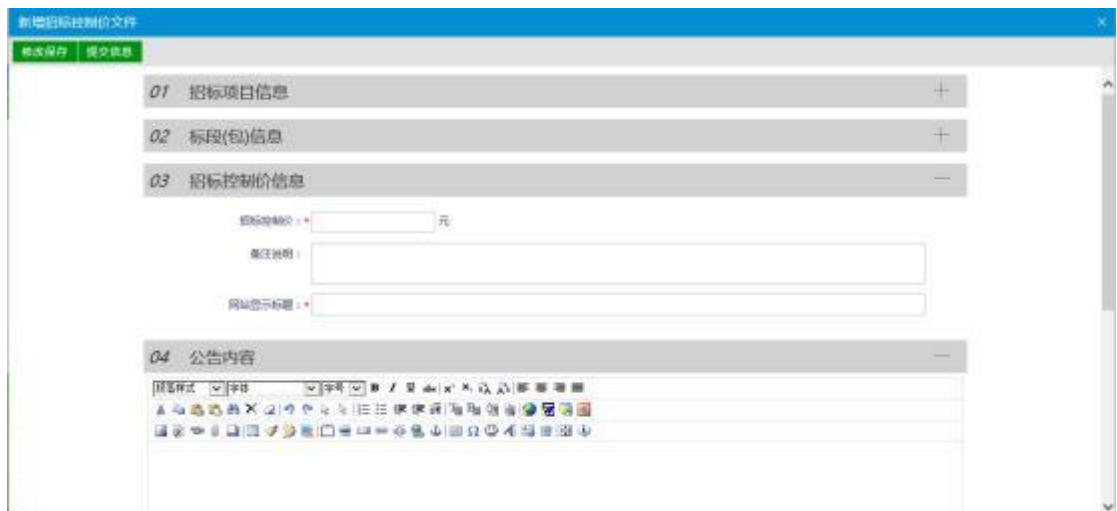 新增招标控制价文件
修改保存 提交信息
01 招标项目信息
02 标段(包)信息
03 招标控制价信息
招标控制价：* 元
备注说明：
网站显示标题：*
04 公告内容
段落样式 字体 字号